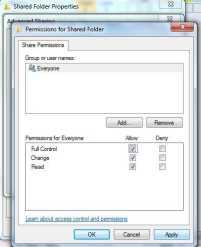 Shared Folder Properties
Advanced Sharing
Permissions for Shared Folder
Share Permissions
Group or user names:
Everyone
Add...
Remove
Permissions for Everyone
Allow
Deny
Full Control
Change
Read
Learn about access control and permissions
OK
Cancel
Apply